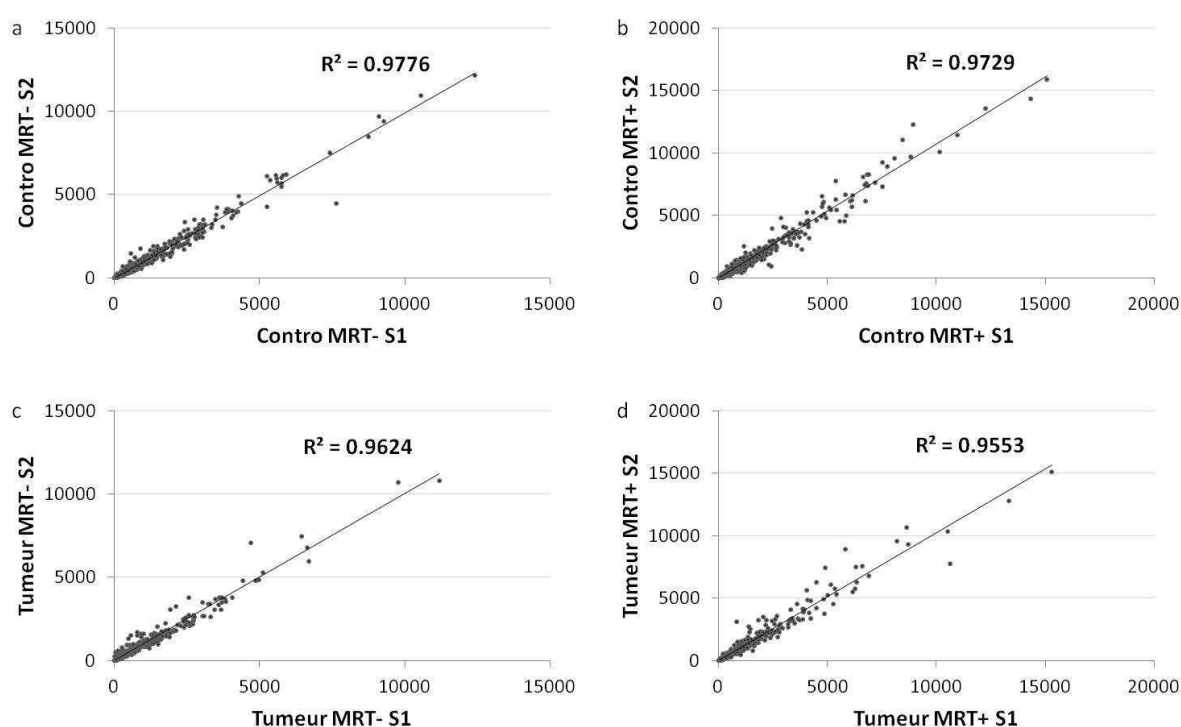 a
15000
10000
5000
0
0
5000
10000
15000
R² = 0.9776
Contro MRT- S2
Contro MRT- S1
b
20000
15000
10000
5000
0
0
5000
10000
15000
20000
R² = 0.9729
Contro MRT+ S2
Contro MRT+ S1
c
15000
10000
5000
0
0
5000
10000
15000
R² = 0.9624
Tumeur MRT- S2
Tumeur MRT- S1
d
20000
15000
10000
5000
0
0
5000
10000
15000
20000
R² = 0.9553
Tumeur MRT+ S2
Tumeur MRT+ S1